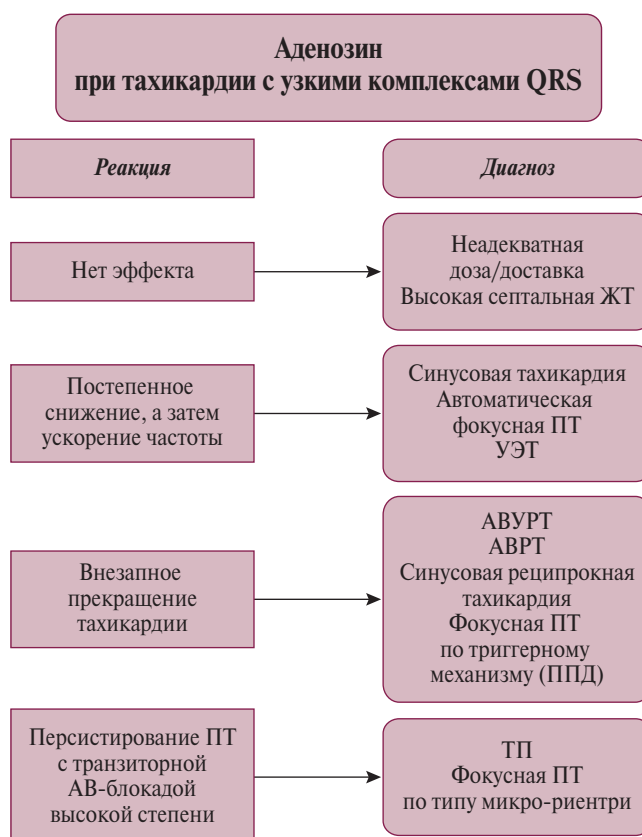 Аденозин
при тахикардии с узкими комплексами QRS
Реакция
Диагноз
Нет эффекта
Неадекватная
доза/доставка
Высокая септальная ЖТ
Постепенное
снижение, а затем
ускорение частоты
Синусовая тахикардия
Автоматическая
фокусная ПТ
УЭТ
Внезапное
прекращение
тахикардии
АВУРТ
АВРТ
Синусовая реципрокная
тахикардия
Фокусная ПТ
по триггерному
механизму (ППД)
Персистирование ПТ
с транзиторной
АВ-блокадой
высокой степени
ТП
Фокусная ПТ
по типу микро-риентри